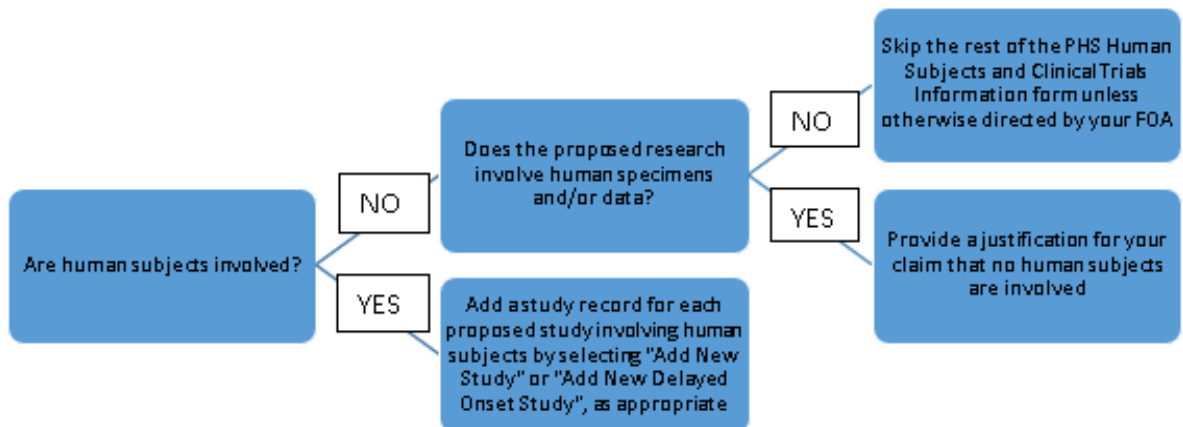 Are human subjects involved?
NO
YES
Does the proposed research
involve human specimens
and/or data?
Add a study record for each
proposed study involving human
subjects by selecting "Add New
Study" or "Add New Delayed
Onset Study", as appropriate
NO
YES
Skip the rest of the PHS Human
Subjects and Clinical Trials
Information form unless
otherwise directed by your FOA
Provide a justification for your
claim that no human subjects
are involved